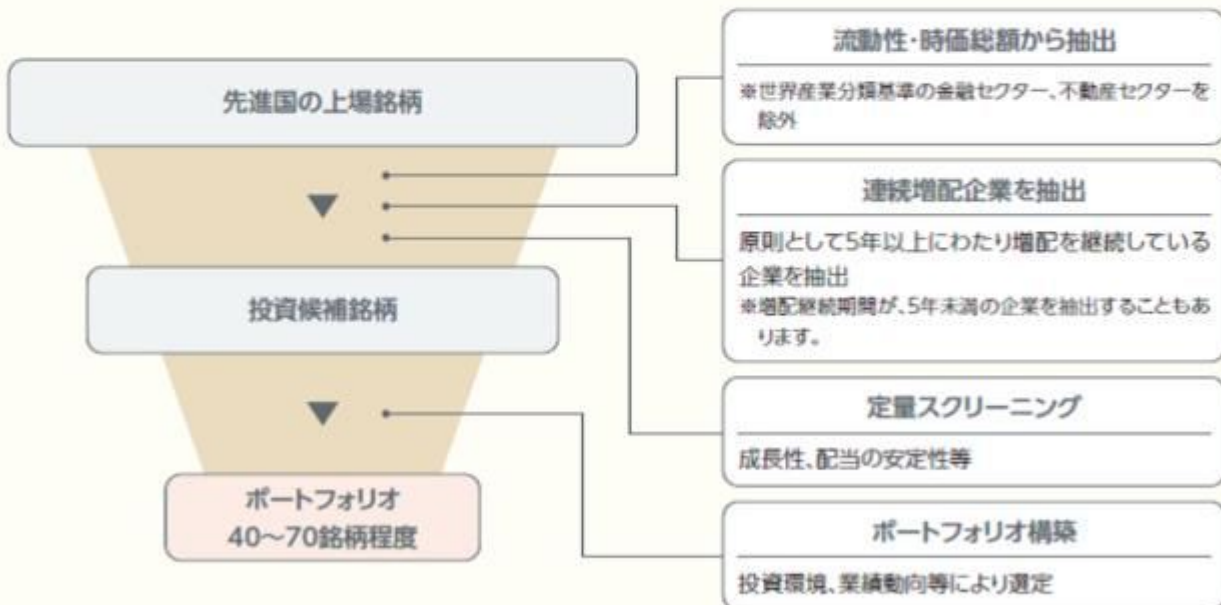 先進国の上場銘柄
投資候補銘柄
ポートフォリオ
40〜70銘柄程度
流動性・時価総額から抽出
※世界産業分類基準の金融セクター、不動産セクターを
除外
連続増配企業を抽出
原則として5年以上にわたり増配を継続している
企業を抽出
※増配継続期間が、5年未満の企業を抽出することもあ
ります。
定量スクリーニング
成長性、配当の安定性等
ポートフォリオ構築
投資環境、業績動向等により選定